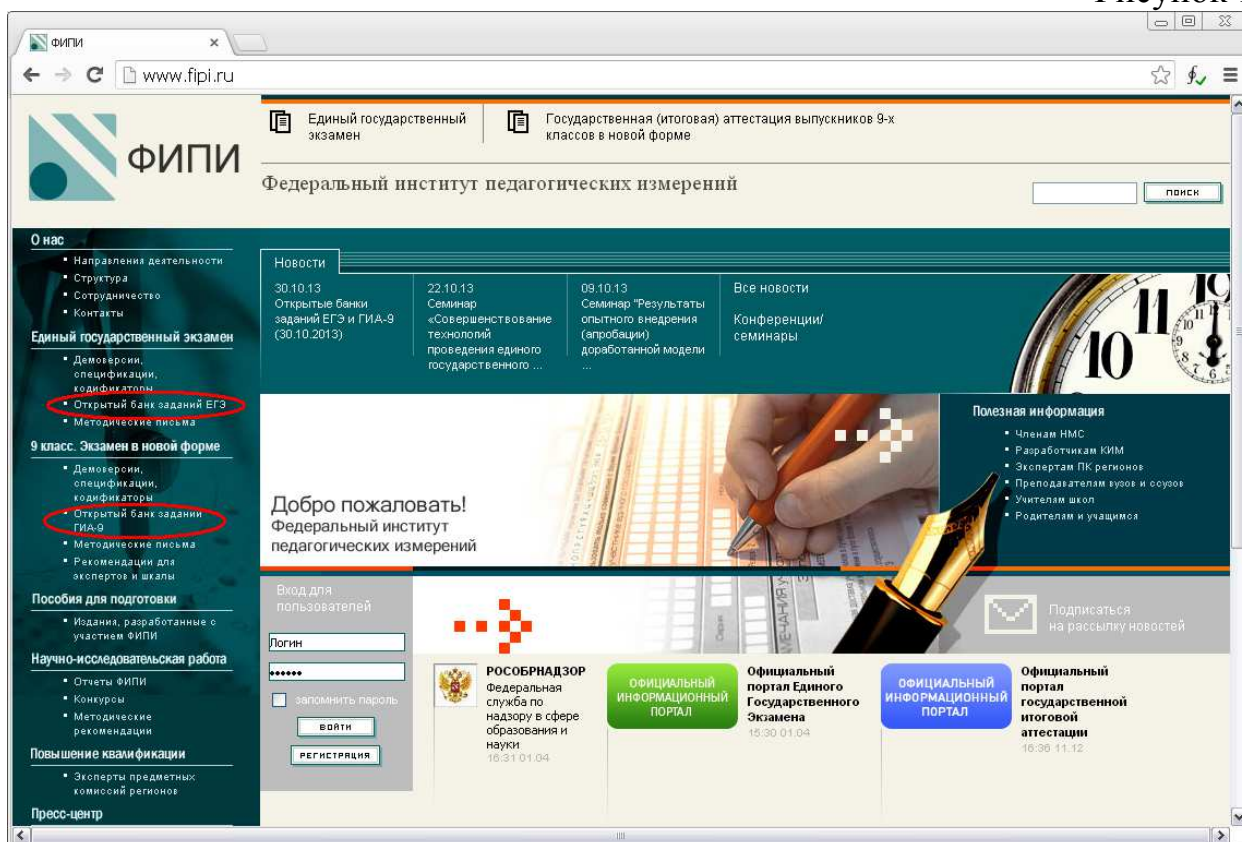 ФИПИ
www.fipi.ru
ФИПИ
Единый государственный
экзамен
Государственная (итоговая) аттестация выпускников 9-х
классов в новой форме
Федеральный институт педагогических измерений
ПОИСК
О нас
Направления деятельности
Структура
Сотрудничество
Контакты
Единый государственный экзамен
Демоверсии,
спецификации,
кодификаторы
Открытый банк заданий ЕГЭ
Методические письма
9 класс. Экзамен в новой форме
Демоверсии,
спецификации,
кодификаторы
Открытый банк заданий
ГИА-9
Методические письма
Рекомендации для
экспертов и шкалы
Пособия для подготовки
Издания, разработанные с
участием ФИПИ
Научно-исследовательская работа
Отчеты ФИПИ
Конкурсы
Методические
рекомендации
Повышение квалификации
Эксперты предметных
комиссий регионов
Пресс-центр
Новости
30.10.13
Открытые банки
заданий ЕГЭ и ГИА-9
(30.10.2013)
22.10.13
Семинар
«Совершенствование
технологий
проведения единого
государственного ...
09.10.13
Семинар "Результаты
опытного внедрения
(апробации)
доработанной модели
...
Все новости
Конференции/
семинары
11
10
Добро пожаловать!
Федеральный институт
педагогических измерений
Полезная информация
Членам НМС
Разработчикам КИМ
Экспертам ПК регионов
Преподавателям вузов и ссузов
Учителям школ
Родителям и учащимся
Вход для
пользователей
Логин
••••••
запомнить пароль
ВОЙТИ
РЕГИСТРАЦИЯ
Подписаться
на рассылку новостей
РОСОБРНАДЗОР
Федеральная
служба по
надзору в сфере
образования и
науки
16:31 01.04
ОФИЦИАЛЬНЫЙ
ИНФОРМАЦИОННЫЙ
ПОРТАЛ
Официальный
портал Единого
Государственного
Экзамена
15:30 01.04
ОФИЦИАЛЬНЫЙ
ИНФОРМАЦИОННЫЙ
ПОРТАЛ
Официальный
портал
государственной
итоговой
аттестации
16:36 11.12